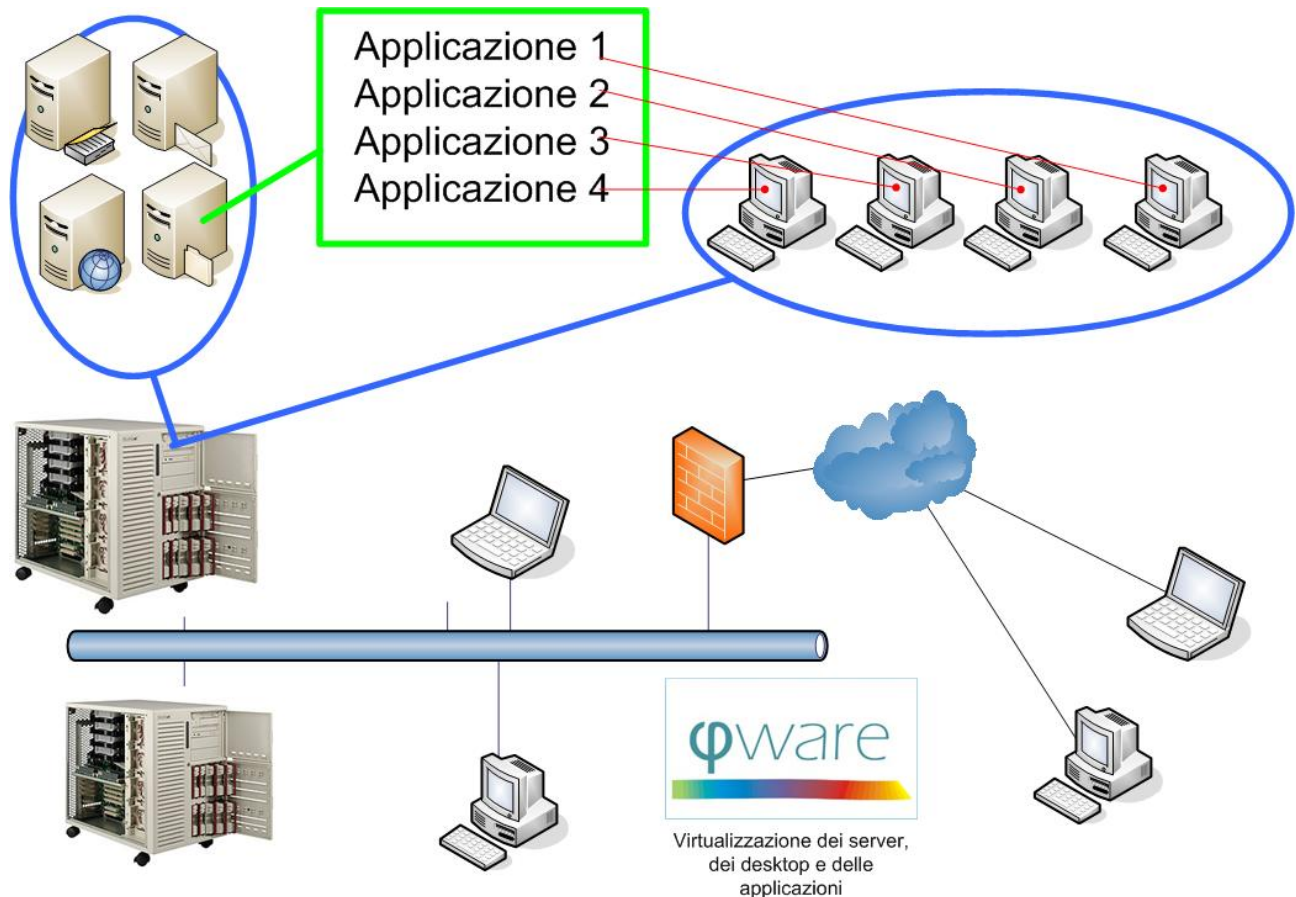 Applicazione 1
Applicazione 2
Applicazione 3
Applicazione 4
φware
Virtualizzazione dei server,
dei desktop e delle
applicazioni